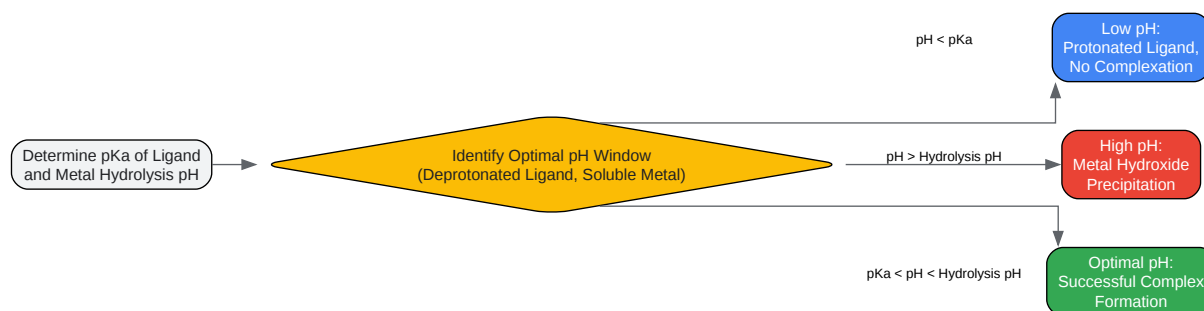 Determine pKa of Ligand
and Metal Hydrolysis pH
Identify Optimal pH Window
(Deprotonated Ligand, Soluble Metal)
pH < pKa
Low pH:
Protonated Ligand,
No Complexation
pH > Hydrolysis pH
High pH:
Metal Hydroxide
Precipitation
pKa < pH < Hydrolysis pH
Optimal pH:
Successful Complex
Formation